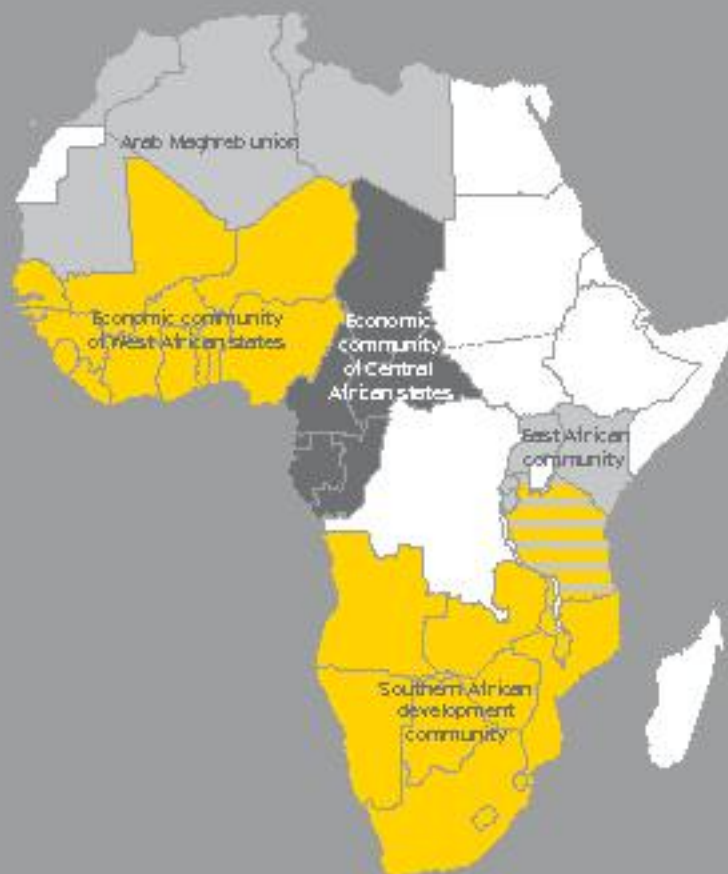 Arab Maghreb union
Economic community
of West African states
Economic
community
of Central
African states
East African
community
Southern African
development
community